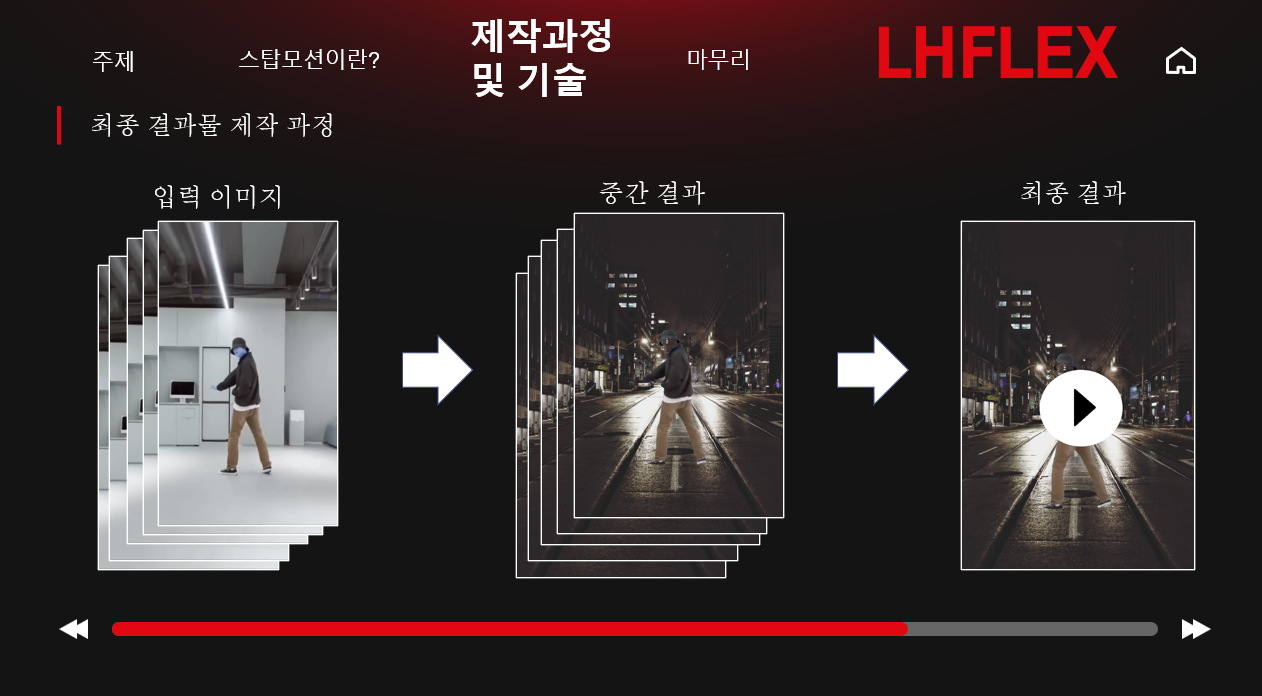 주제
스탑모션이란?
제작과정
및 기술
마무리
LHFLEX
최종 결과물 제작 과정
입력 이미지
중간 결과
최종 결과